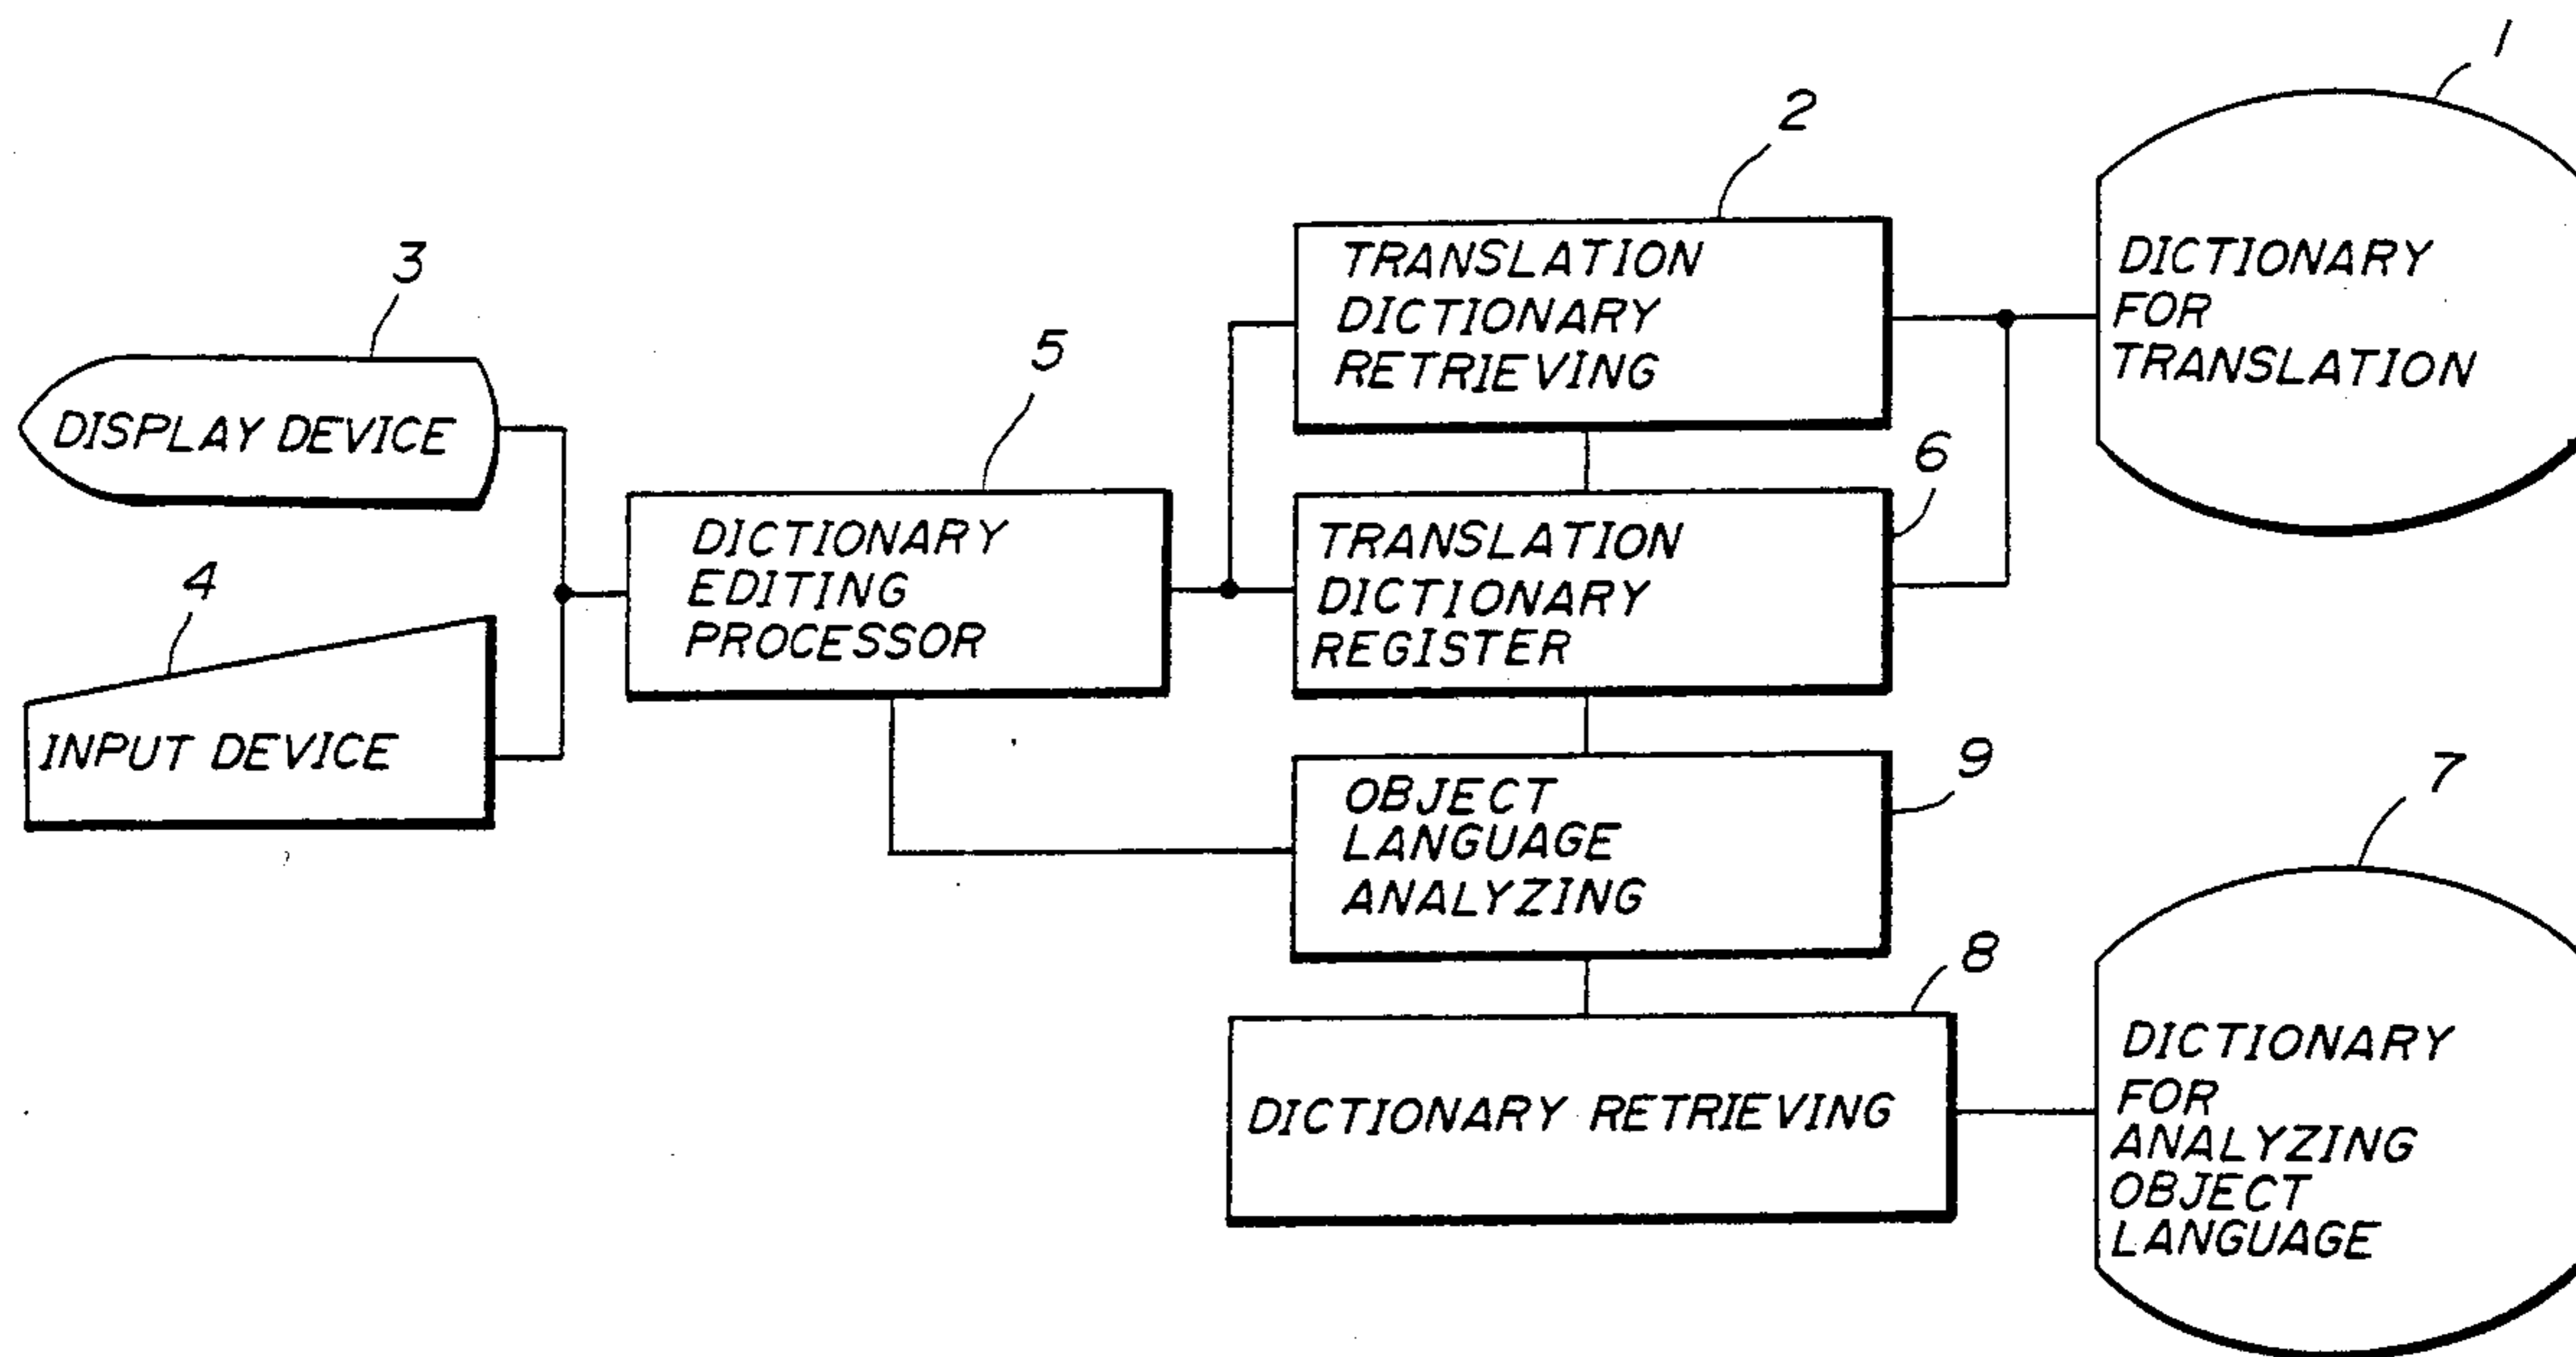 1
2
TRANSLATION
DICTIONARY
RETRIEVING
DICTIONARY
FOR
TRANSLATION
3
DISPLAY DEVICE
5
DICTIONARY
EDITING
PROCESSOR
6
TRANSLATION
DICTIONARY
REGISTER
4
INPUT DEVICE
9
OBJECT
LANGUAGE
ANALYZING
7
8
DICTIONARY RETRIEVING
DICTIONARY
FOR
ANALYZING
OBJECT
LANGUAGE